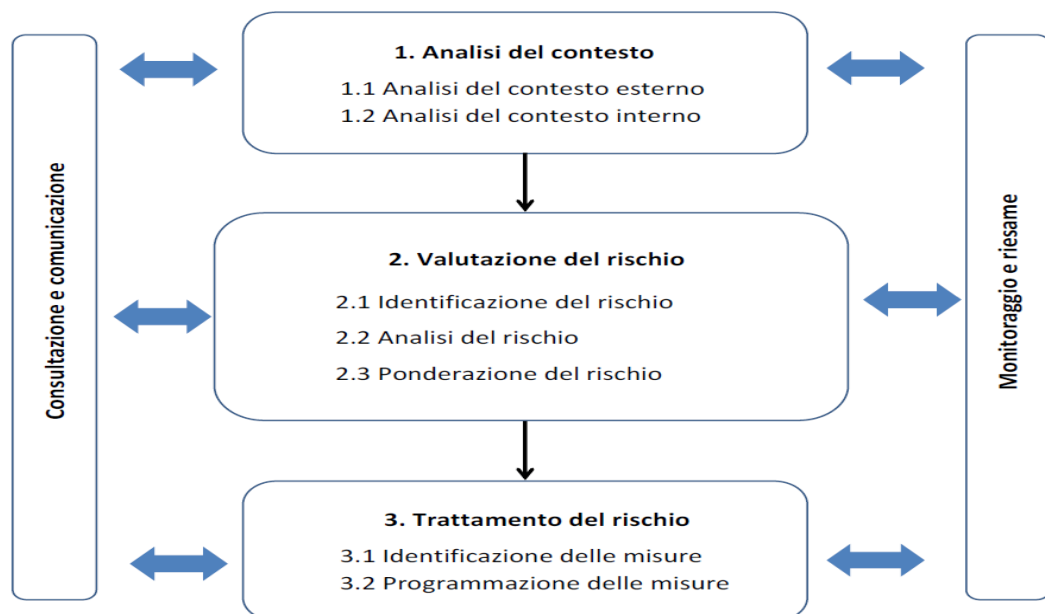 Consultazione e comunicazione
1. Analisi del contesto
1.1 Analisi del contesto esterno
1.2 Analisi del contesto interno
2. Valutazione del rischio
2.1 Identificazione del rischio
2.2 Analisi del rischio
2.3 Ponderazione del rischio
3. Trattamento del rischio
3.1 Identificazione delle misure
3.2 Programmazione delle misure
Monitoraggio e riesame